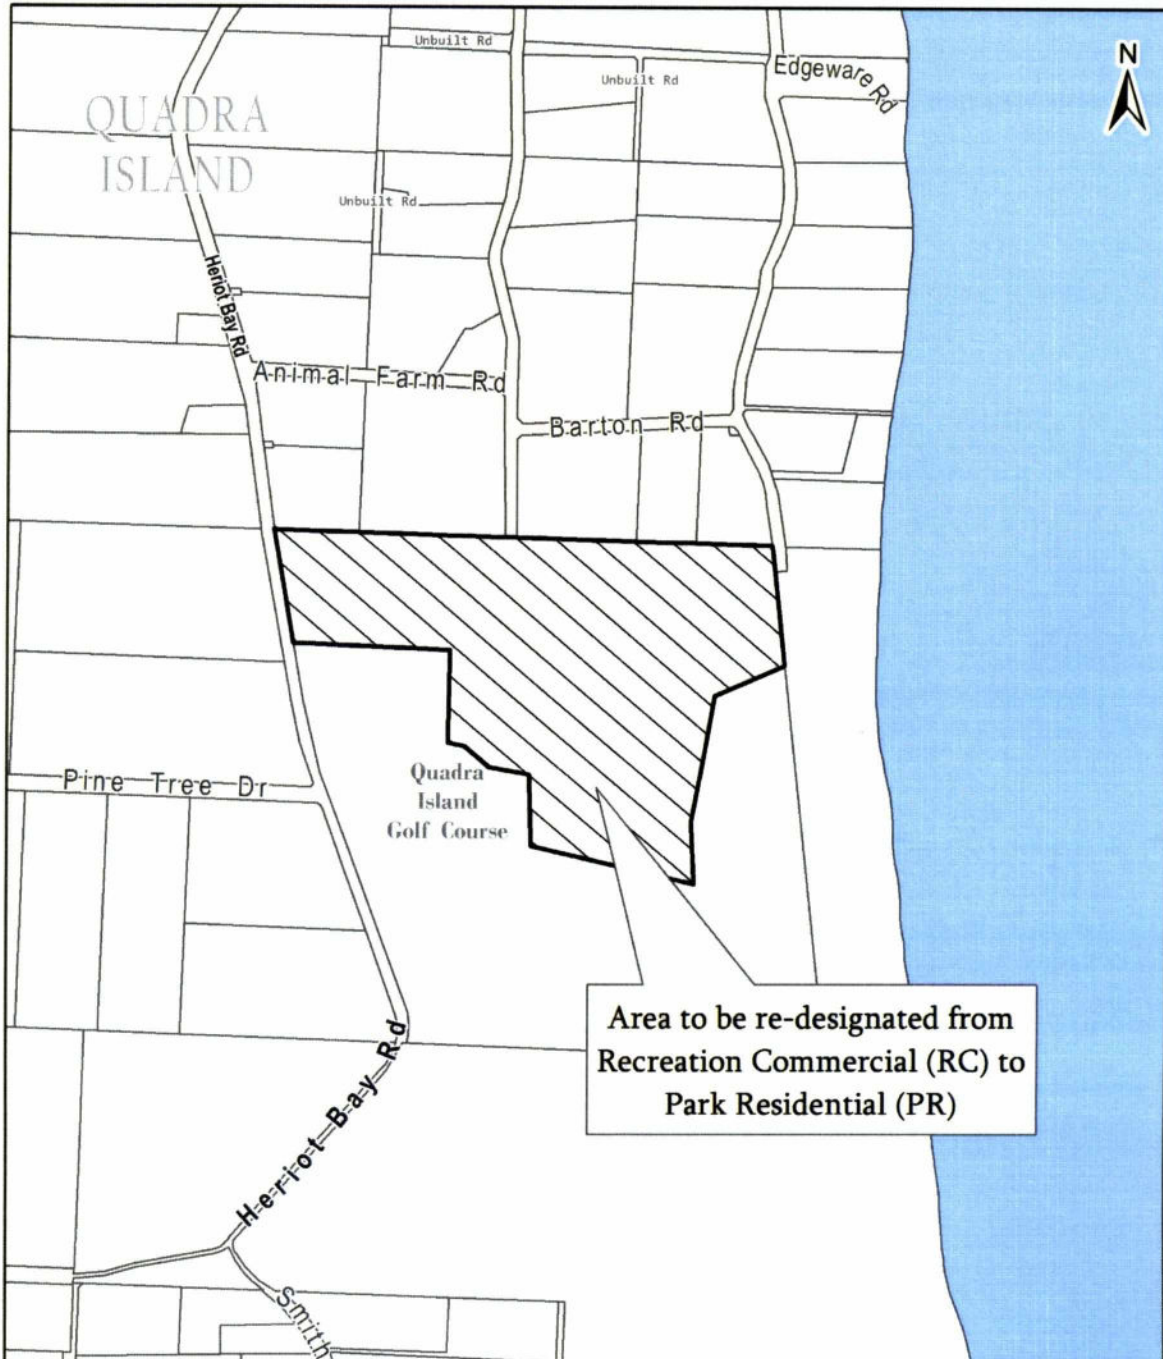 Unbuilt Rd
N
Edgeware Rd
Unbuilt Rd
QUADRA
ISLAND
Unbuilt Rd
Heriot Bay Rd
Animal Farm Rd
Barton Rd
Pine Tree Dr
Quadra
Island
Golf Course
Area to be re-designated from
Recreation Commercial (RC) to
Park Residential (PR)
Heriot Bay Rd
Smith